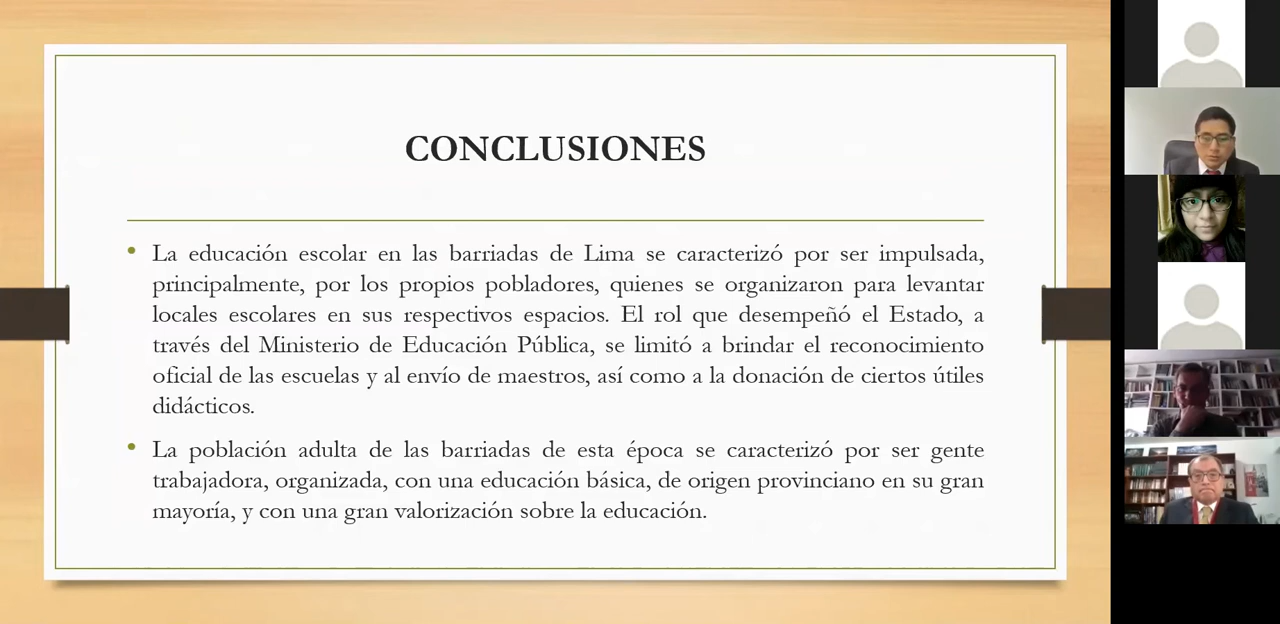 CONCLUSIONES
• La educación escolar en las barriadas de Lima se caracterizó por ser impulsada,
principalmente, por los propios pobladores, quienes se organizaron para levantar
locales escolares en sus respectivos espacios. El rol que desempeñó el Estado, a
través del Ministerio de Educación Pública, se limitó a brindar el reconocimiento
oficial de las escuelas y al envío de maestros, así como a la donación de ciertos útiles
didácticos.
• La población adulta de las barriadas de esta época se caracterizó por ser gente
trabajadora, organizada, con una educación básica, de origen provinciano en su gran
mayoría, y con una gran valorización sobre la educación.